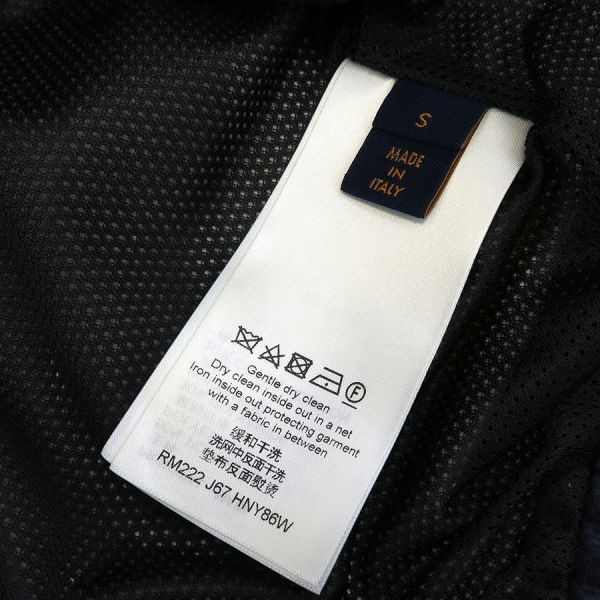 S
MADE
IN
ITALY
Gentle dry clean
Dry clean inside out in a net
Iron inside out protecting garment
with a fabric in between
缓和干洗
洗网中反面干洗
垫布反面熨烫
RM222 J67 HNY86W